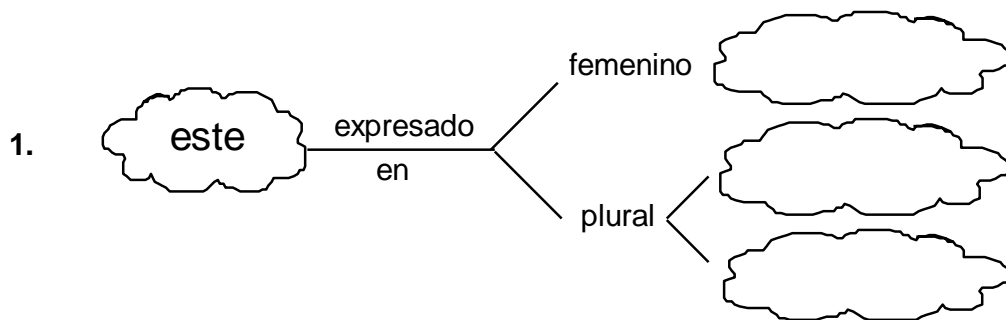 femenino
1. este expresado
en
plural